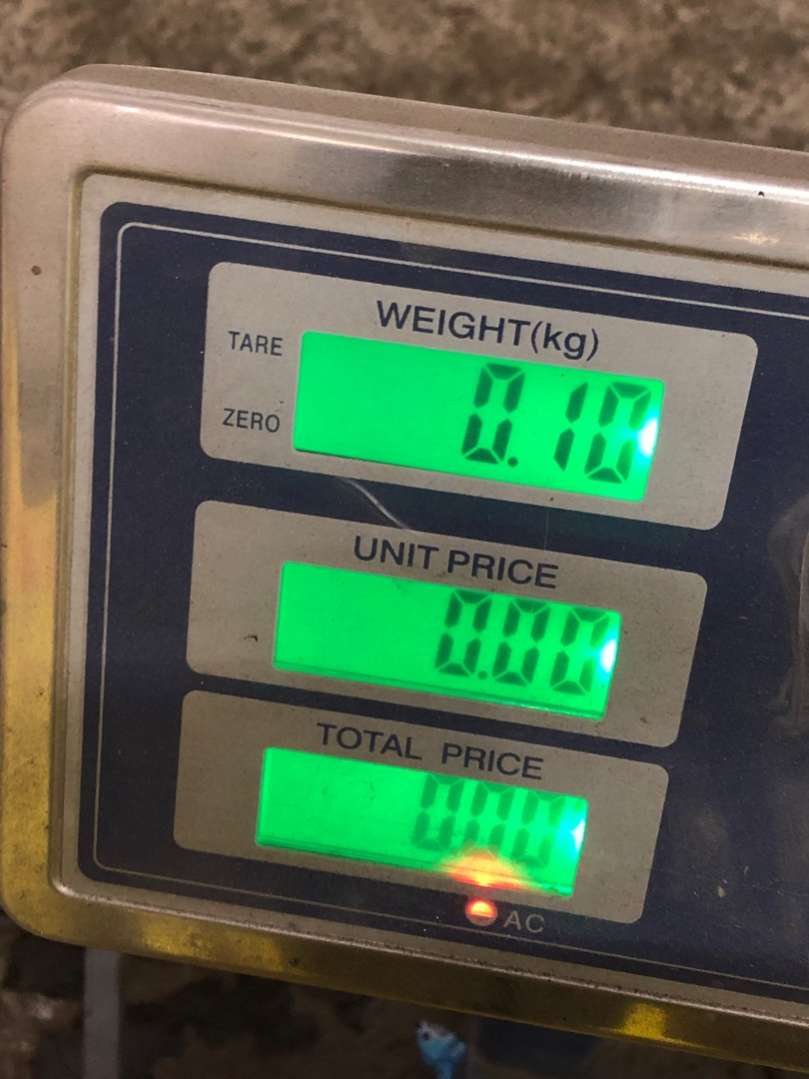 WEIGHT(kg)
TARE
0.10
ZERO
UNIT PRICE
0.00
TOTAL PRICE
0.00
AC